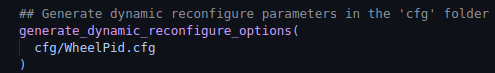 ## Generate dynamic reconfigure parameters in the 'cfg' folder
generate_dynamic_reconfigure_options(
cfg/WheelPid.cfg
)